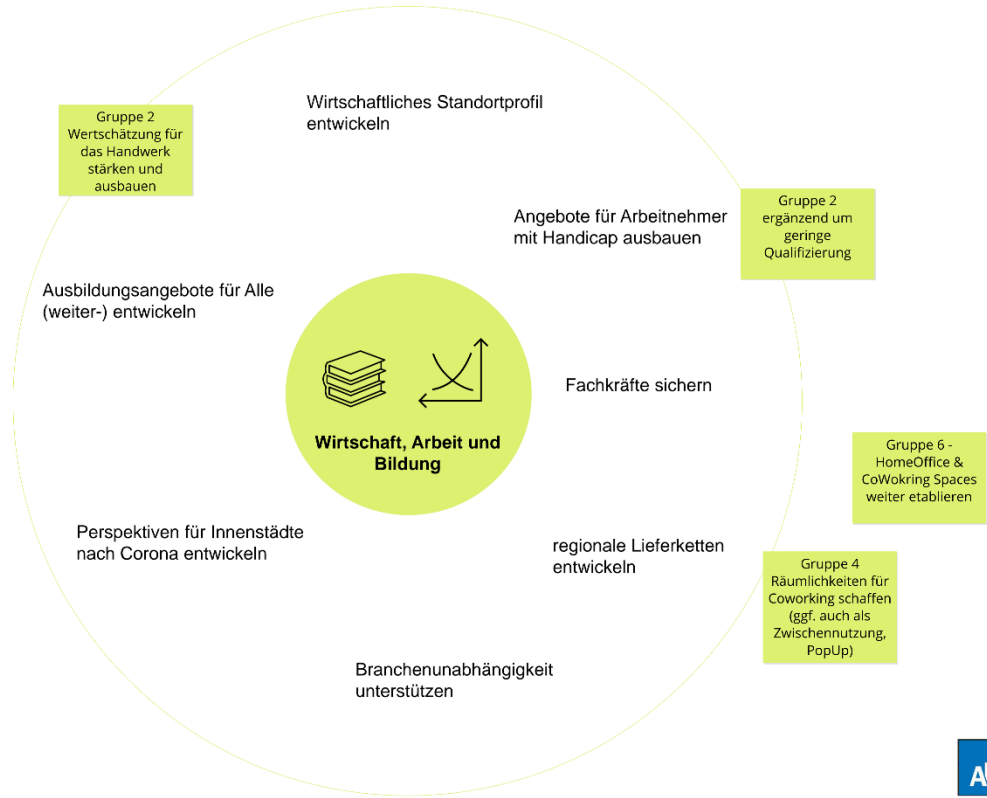 Wirtschaftliches Standortprofil
entwickeln
Gruppe 2
Wertschätzung für
das Handwerk
stärken und
ausbauen
Angebote für Arbeitnehmer
mit Handicap ausbauen
Gruppe 2
ergänzend um
geringe
Qualifizierung
Ausbildungsangebote für Alle
(weiter-) entwickeln
Fachkräfte sichern
Wirtschaft, Arbeit und
Bildung
Gruppe 6 -
HomeOffice &
CoWokring Spaces
weiter etablieren
Perspektiven für Innenstädte
nach Corona entwickeln
regionale Lieferketten
entwickeln
Gruppe 4
Räumlichkeiten für
Coworking schaffen
(ggf. auch als
Zwischennutzung,
PopUp)
Branchenunabhängigkeit
unterstützen